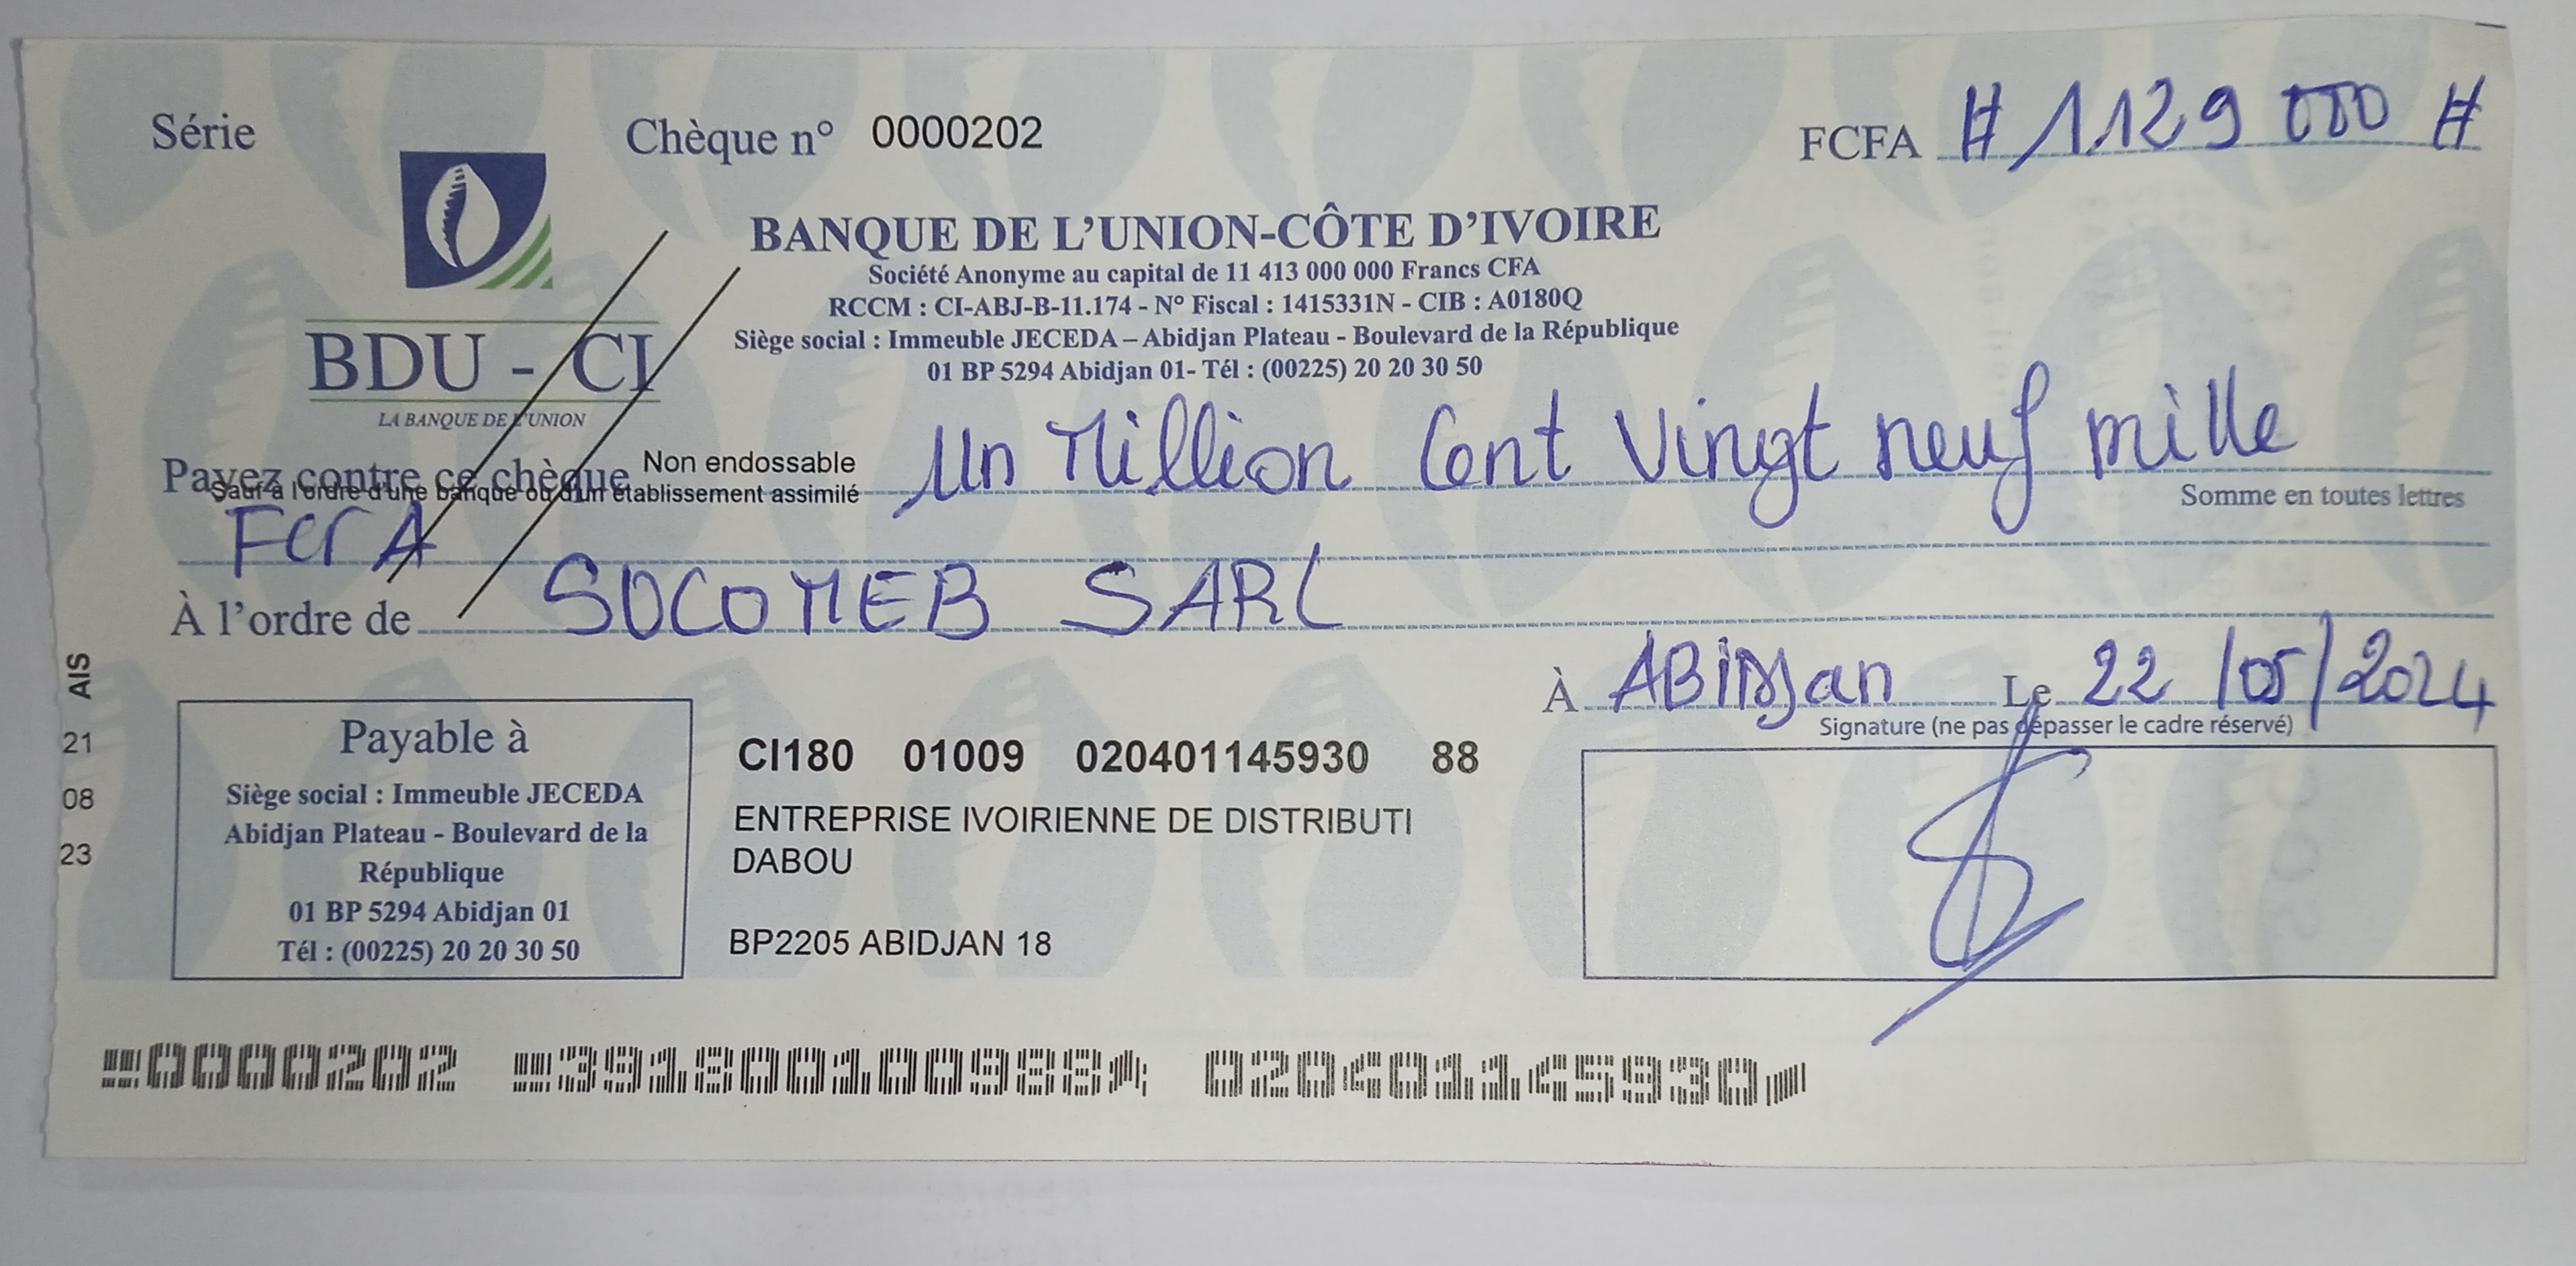 Série
Chèque n° 0000202
FCFA # 1129 000 #
BANQUE DE L'UNION-CÔTE D'IVOIRE
Société Anonyme au capital de 11 413 000 000 Francs CFA
RCCM : CI-ABJ-B-11.174 - N° Fiscal : 1415331N - CIB : A0180Q
Siège social : Immeuble JECEDA – Abidjan Plateau - Boulevard de la République
01 BP 5294 Abidjan 01- Tél : (00225) 20 20 30 50
BDU - CI
LA BANQUE DE L'UNION
Payez contre ce chèque Un Million Cent Vingt neuf mille
Non endossable
Sauf à l'ordre d'une banque ou d'un établissement assimilé
Somme en toutes lettres
FCFA
À l'ordre de SOCOMEB SARL
À ABiDJan Le 22/05/2024
Signature (ne pas dépasser le cadre réservé)
AIS
21
08
23
Payable à
Siège social : Immeuble JECEDA
Abidjan Plateau - Boulevard de la
République
01 BP 5294 Abidjan 01
Tél : (00225) 20 20 30 50
CI180 01009 020401145930 88
ENTREPRISE IVOIRIENNE DE DISTRIBUTI
DABOU
BP2205 ABIDJAN 18
0000202 391800100988 020401145930